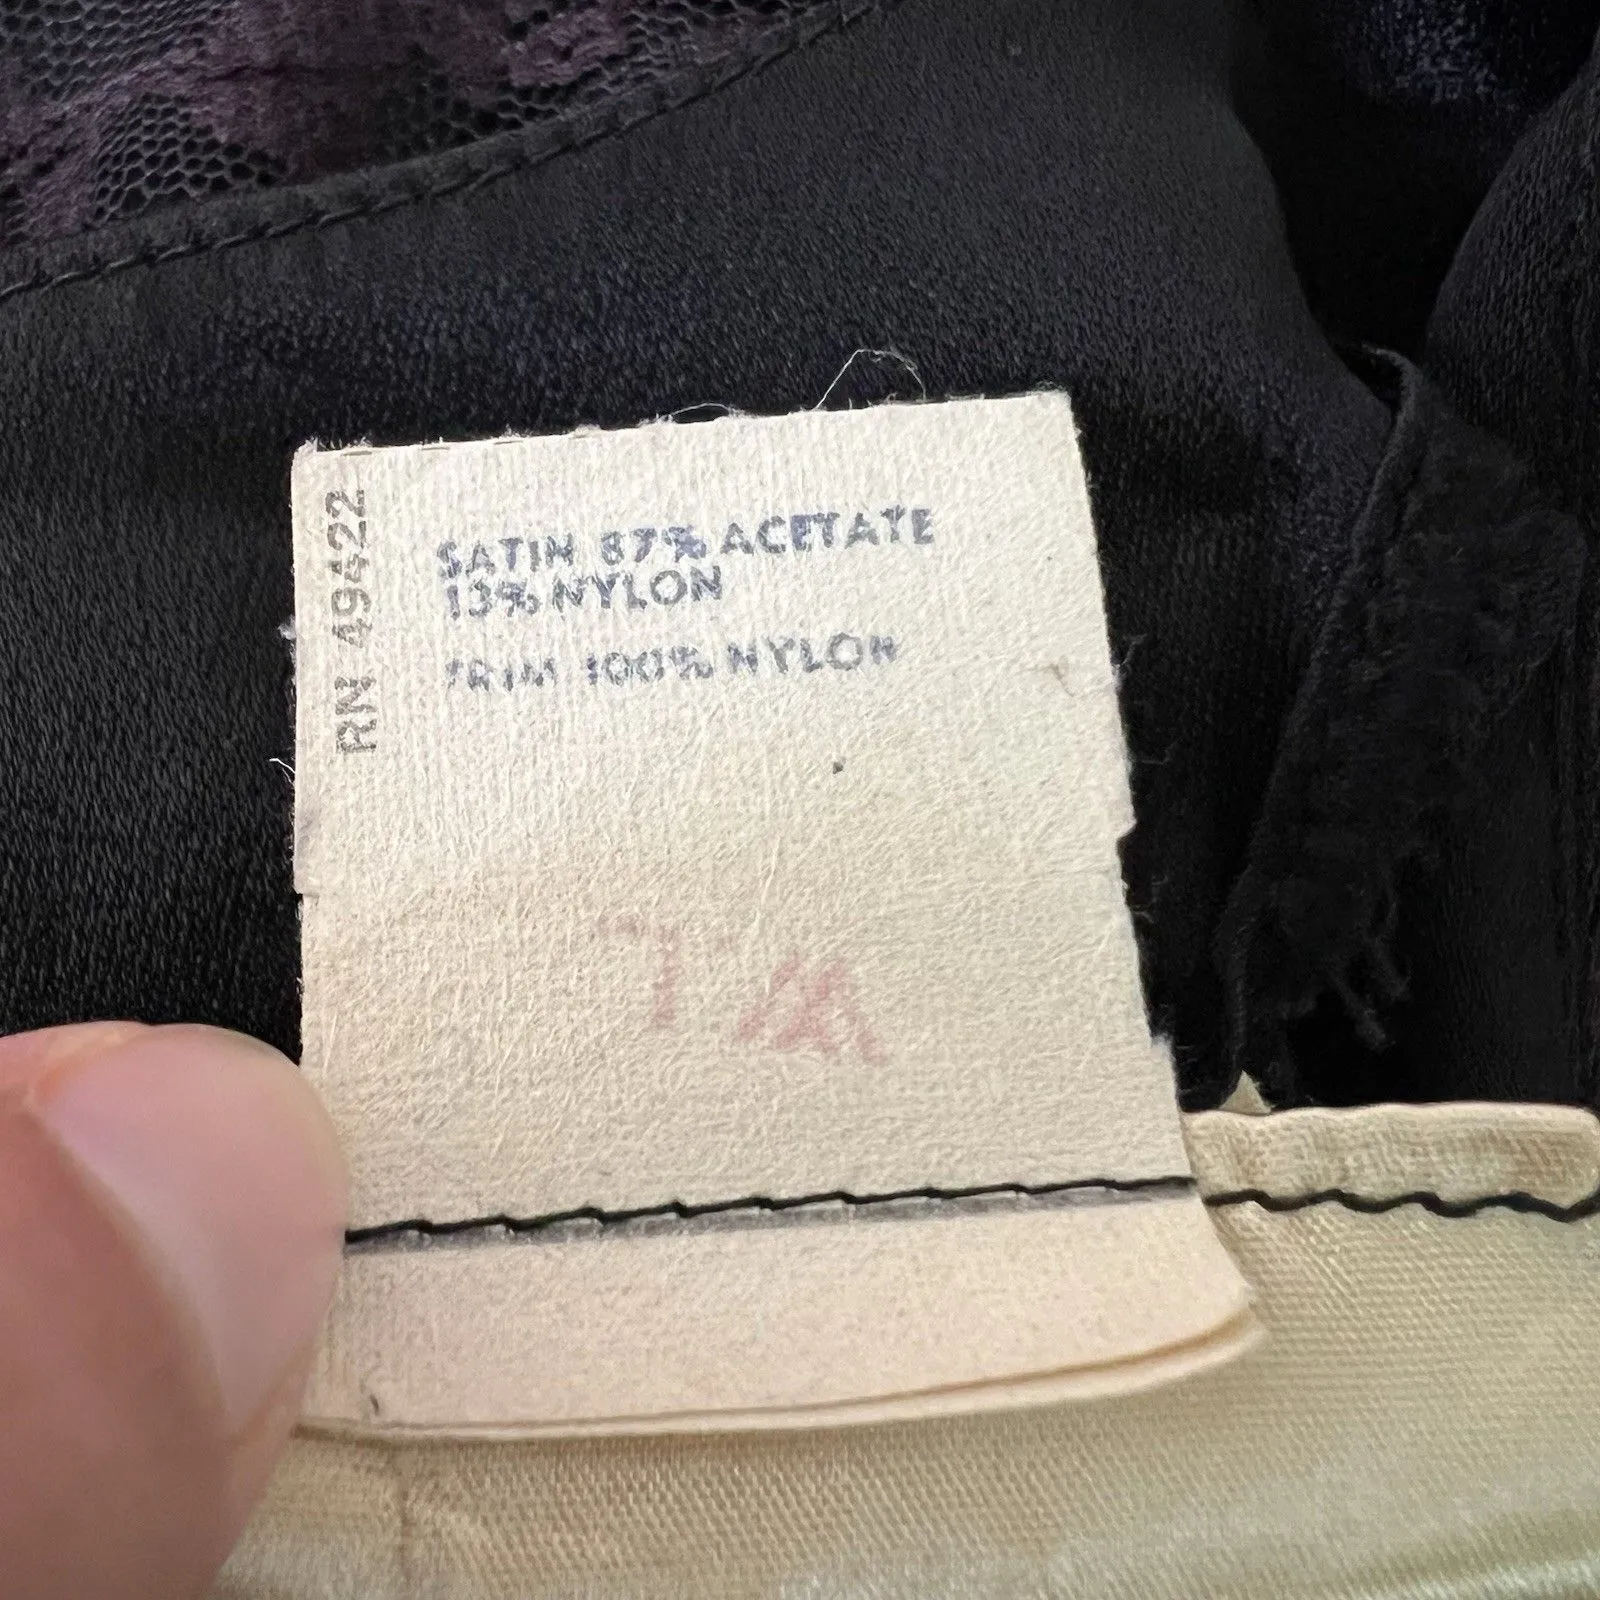 RN 49422
SATIN 87% ACETATE
13% NYLON
TRIM 100% NYLON